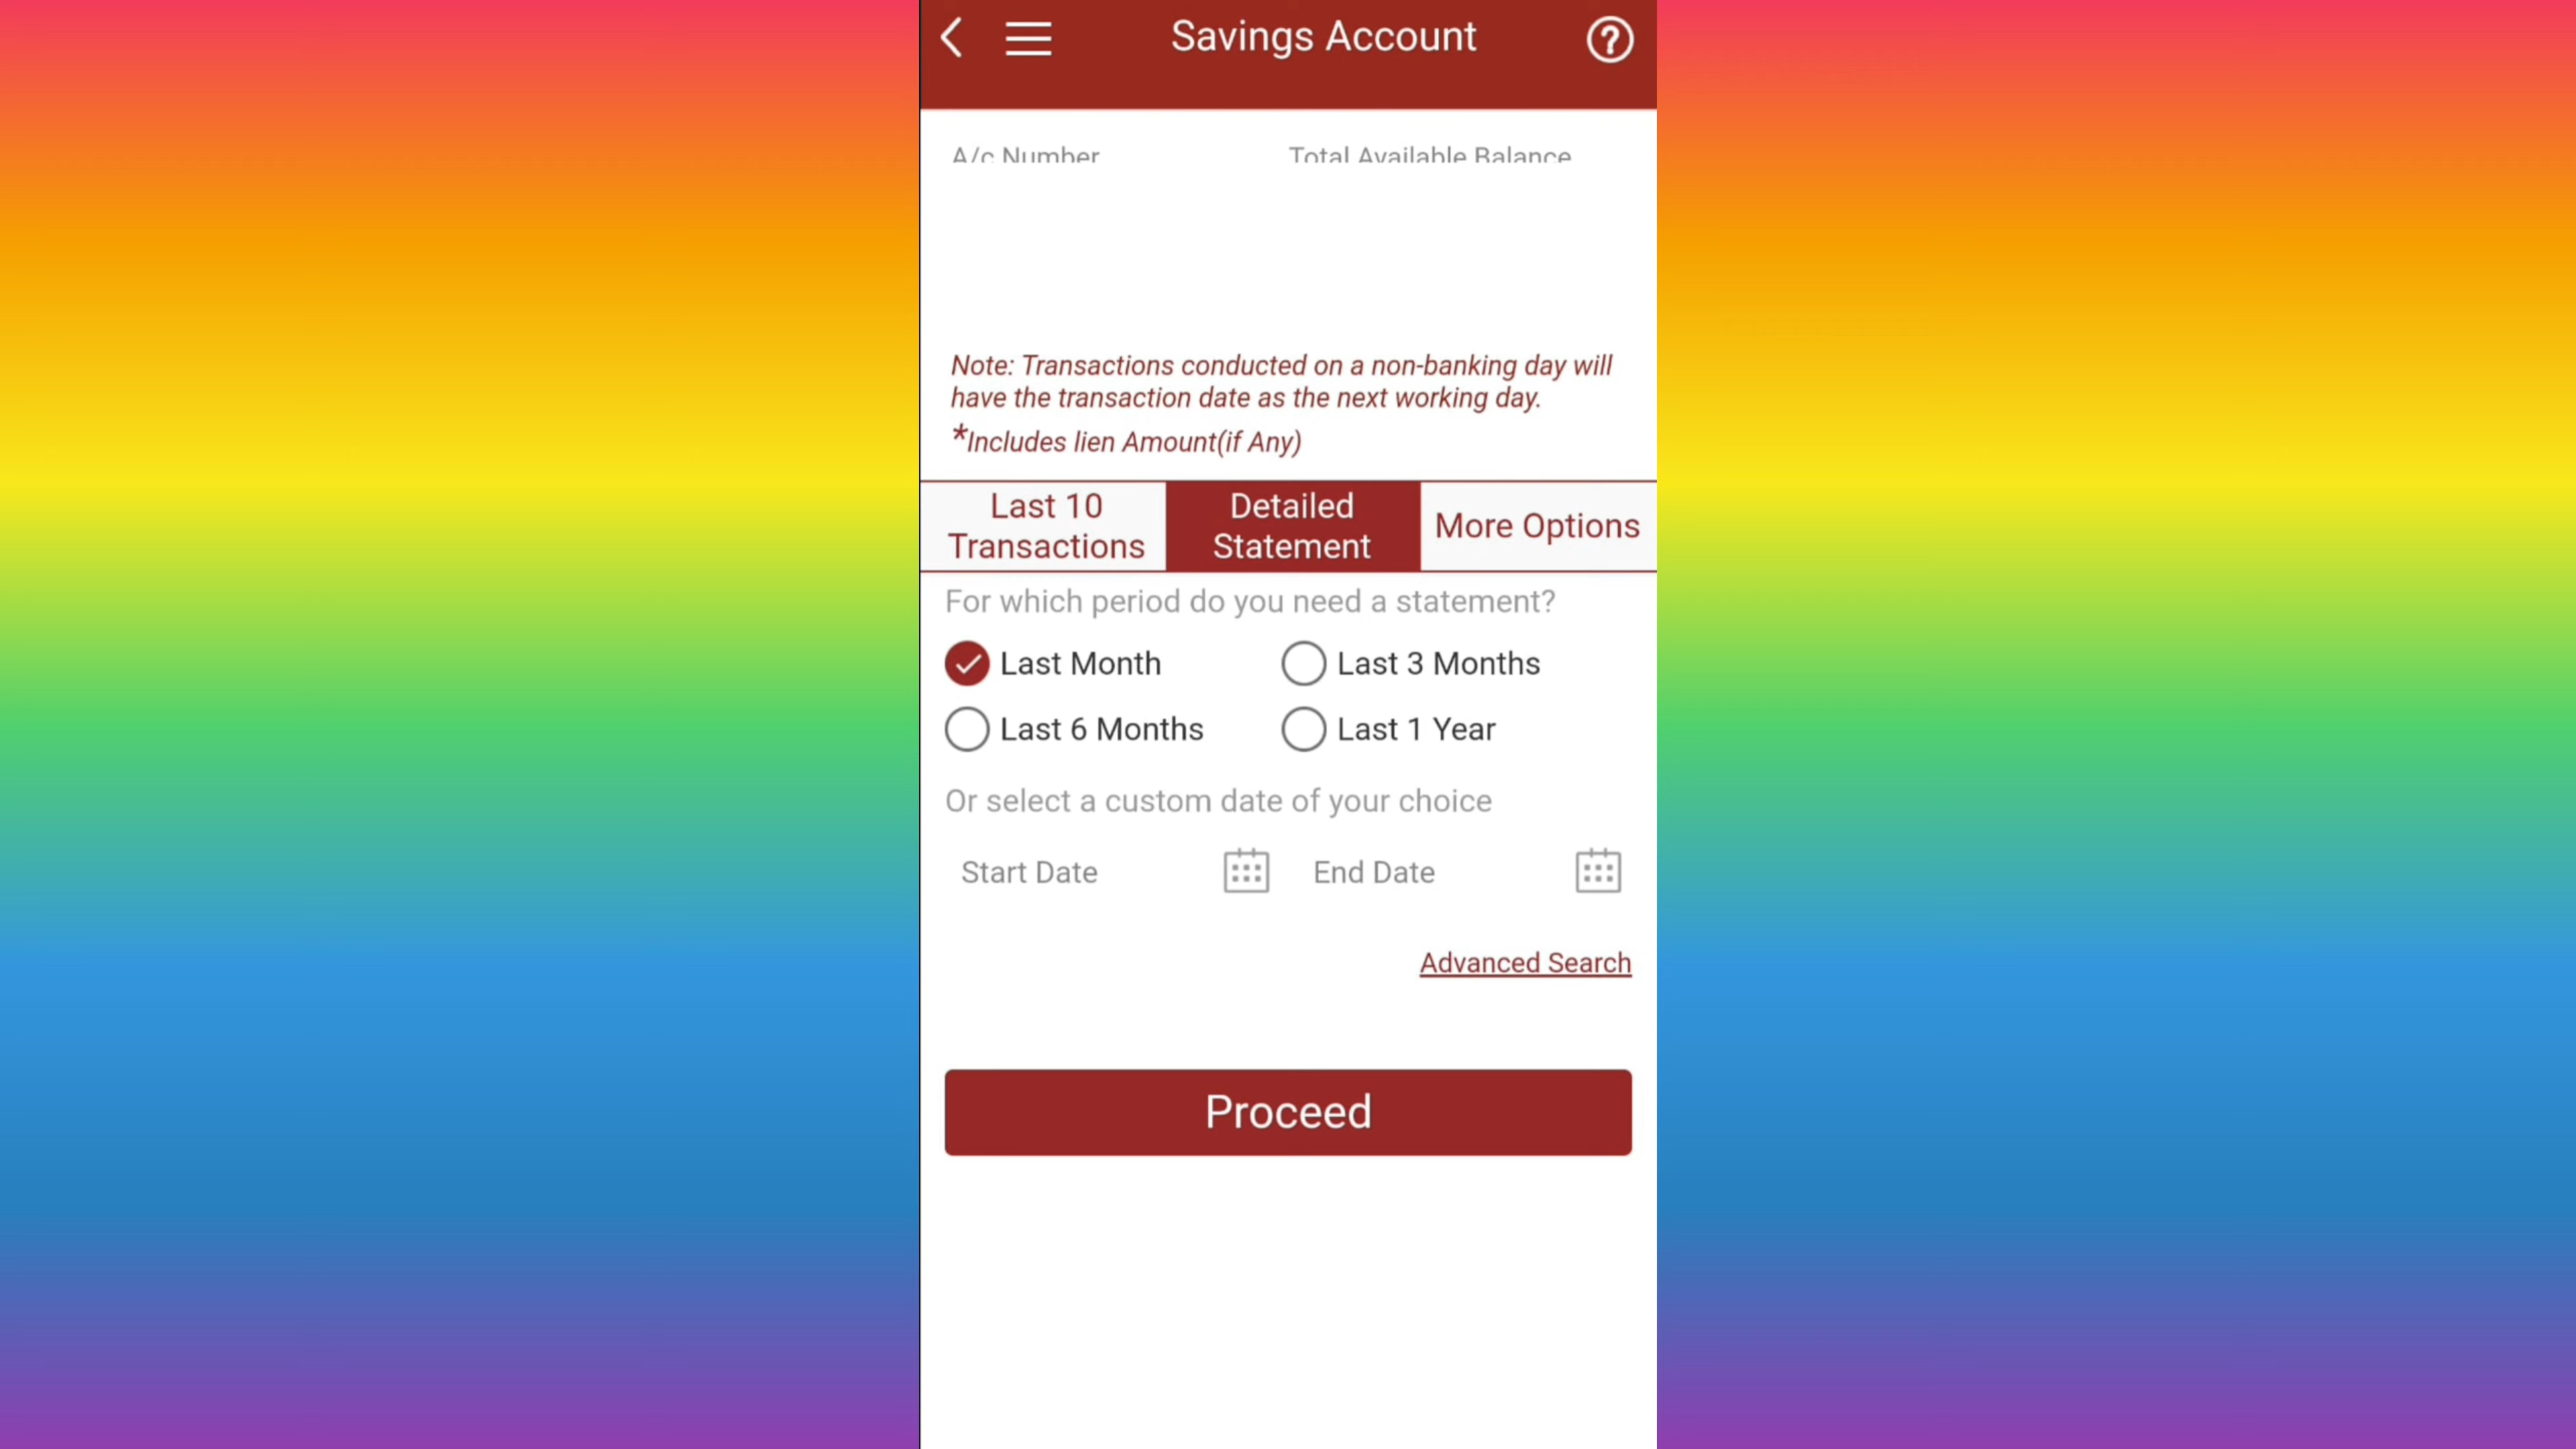 Savings Account
A/c Number Total Available Balance
Note: Transactions conducted on a non-banking day will
have the transaction date as the next working day.
*Includes lien Amount(if Any)
Last 10
Transactions
Detailed
Statement
More Options
For which period do you need a statement?
Last Month Last 3 Months
Last 6 Months Last 1 Year
Or select a custom date of your choice
Start Date End Date
Advanced Search
Proceed